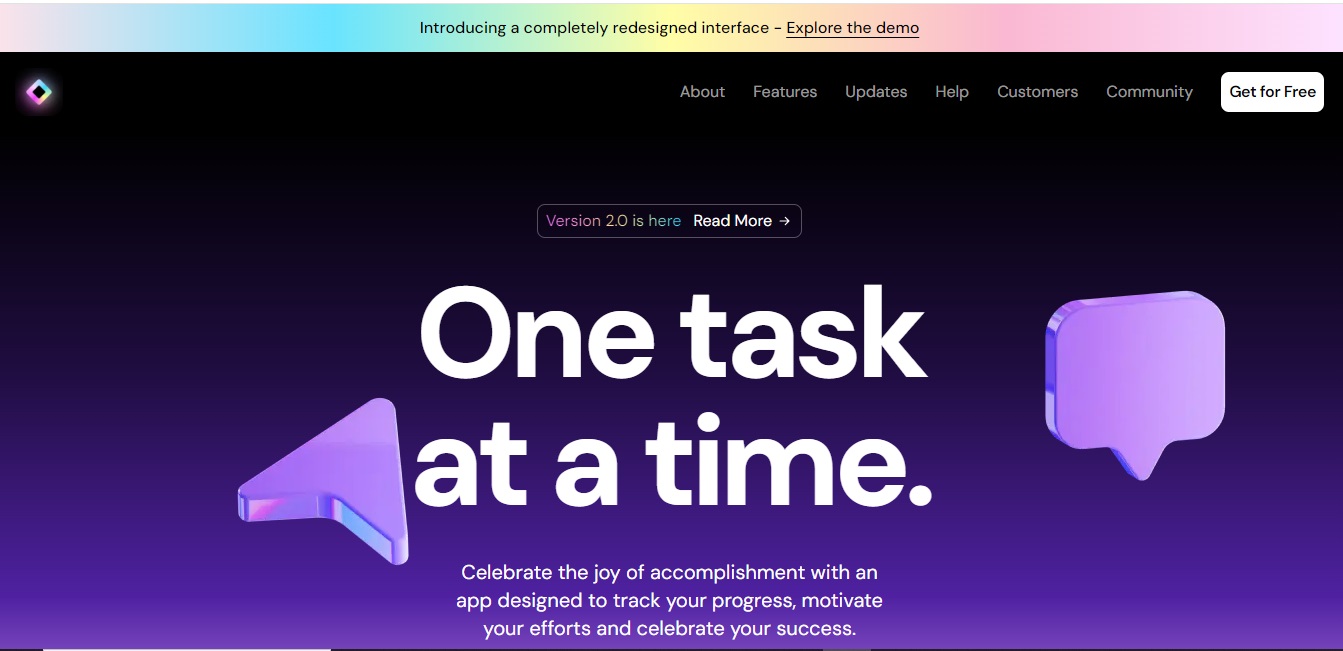 Introducing a completely redesigned interface - Explore the demo
About Features Updates Help Customers Community Get for Free
Version 2.0 is here Read More →
One task
at a time.
Celebrate the joy of accomplishment with an
app designed to track your progress, motivate
your efforts and celebrate your success.